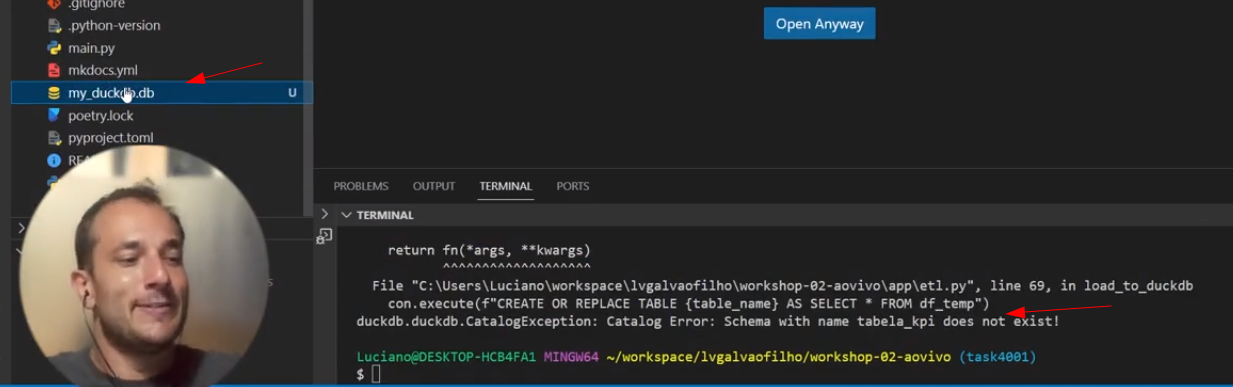 .gitignore
.python-version
main.py
mkdocs.yml
my_duckdb.db U
poetry.lock
pyproject.toml
Open Anyway
PROBLEMS OUTPUT TERMINAL PORTS
TERMINAL
return fn(*args, **kwargs)
^^^^^^^^^^^^^^^^^^^
File "C:\Users\Luciano\workspace\lvgalvaofilho\workshop-02-aovivo\app\etl.py", line 69, in load_to_duckdb
con.execute(f"CREATE OR REPLACE TABLE {table_name} AS SELECT * FROM df_temp")
duckdb.duckdb.CatalogException: Catalog Error: Schema with name tabela_kpi does not exist!
Luciano@DESKTOP-HCB4FA1 MINGW64 ~/workspace/lvgalvaofilho/workshop-02-aovivo (task4001)
$